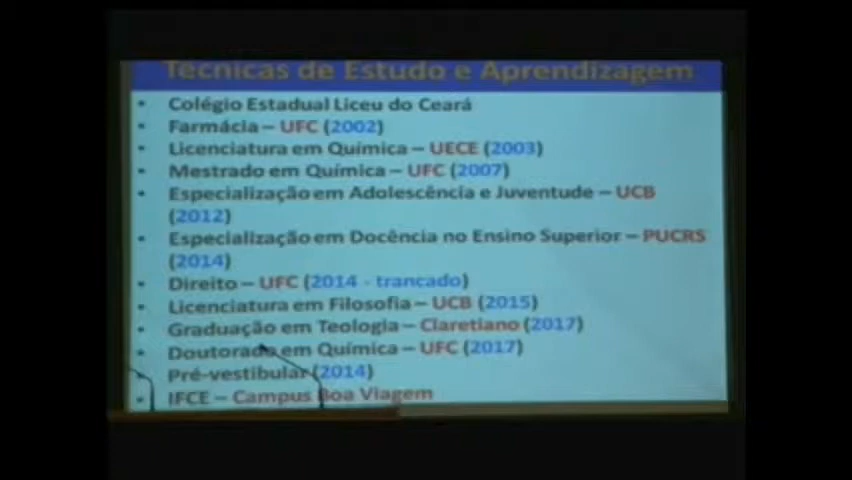 Técnicas de Estudo e Aprendizagem
• Colégio Estadual Liceu do Ceará
• Farmácia – UFC (2002)
• Licenciatura em Química – UECE (2003)
• Mestrado em Química – UFC (2007)
• Especialização em Adolescência e Juventude – UCB
(2012)
• Especialização em Docência no Ensino Superior – PUCRS
(2014)
• Direito – UFC (2014 - trancado)
• Licenciatura em Filosofia – UCB (2015)
• Graduação em Teologia – Claretiano (2017)
• Doutorado em Química – UFC (2017)
• Pré-vestibular (2014)
• IFCE – Campus Boa Viagem